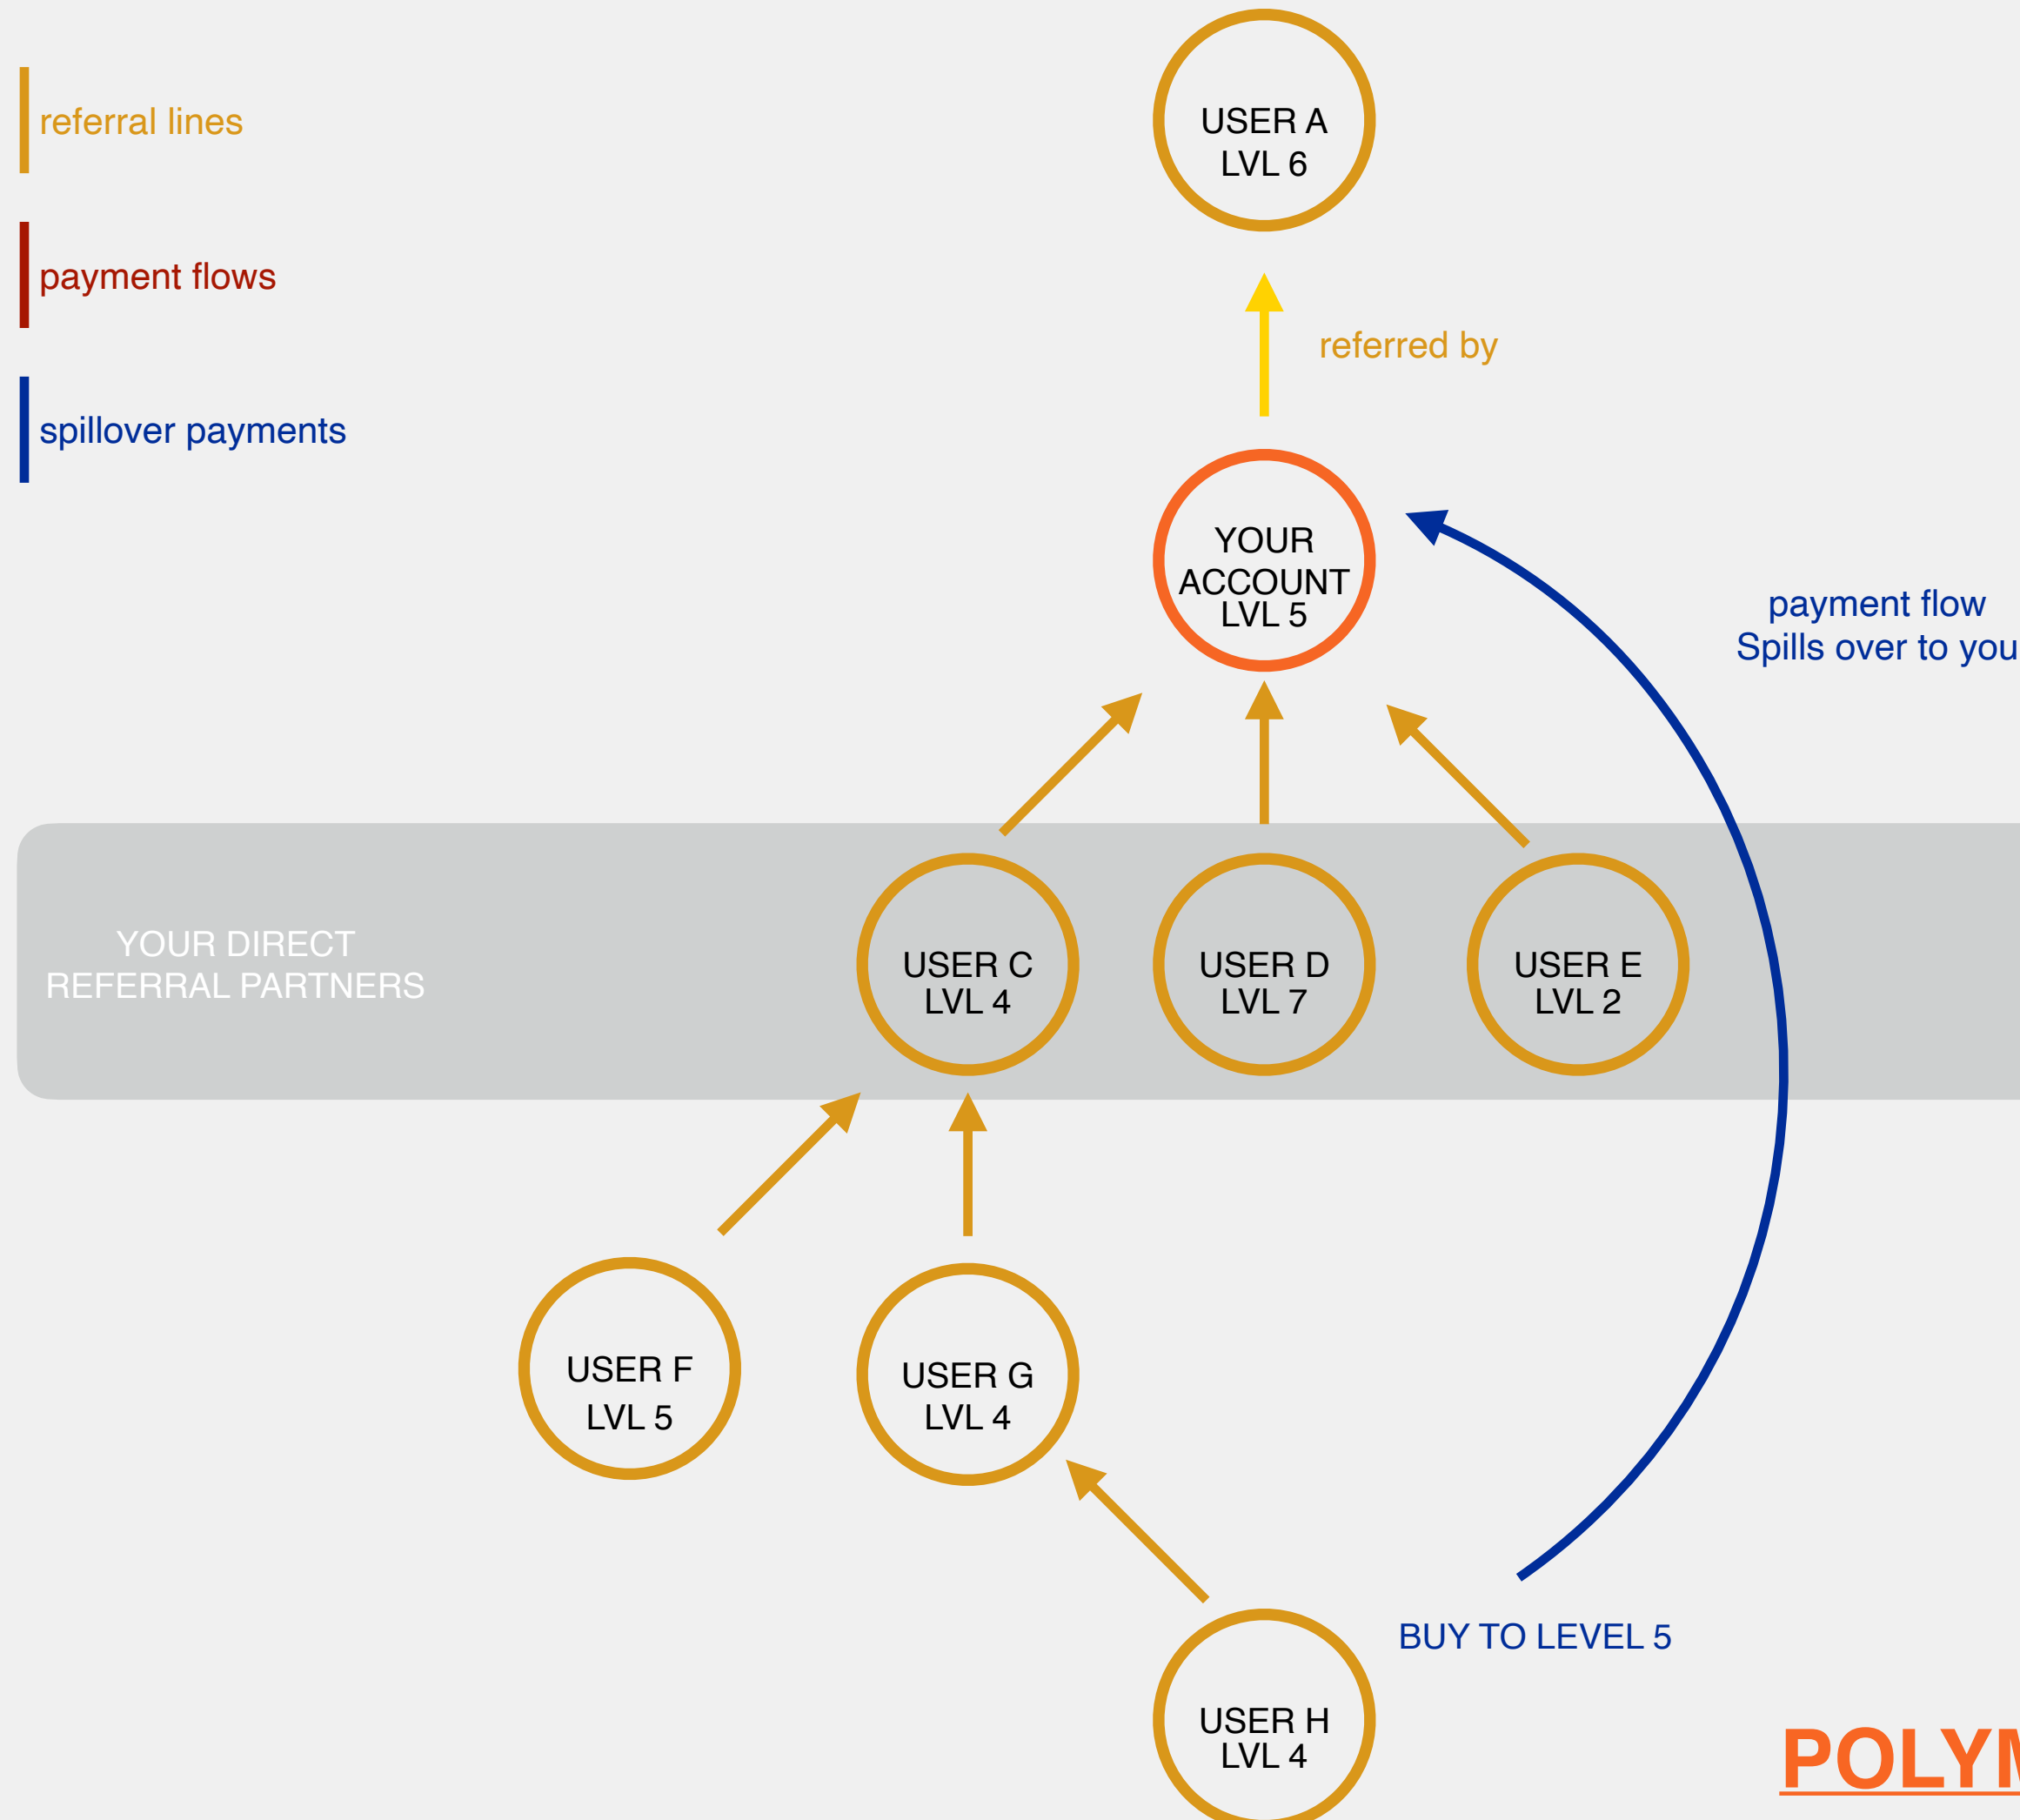 referral lines
payment flows
spillover payments
USER A
LVL 6
referred by
YOUR
ACCOUNT
LVL 5
payment flow
Spills over to you
YOUR DIRECT
REFERRAL PARTNERS
USER C
LVL 4
USER D
LVL 7
USER E
LVL 2
USER F
LVL 5
USER G
LVL 4
BUY TO LEVEL 5
USER H
LVL 4
POLYM